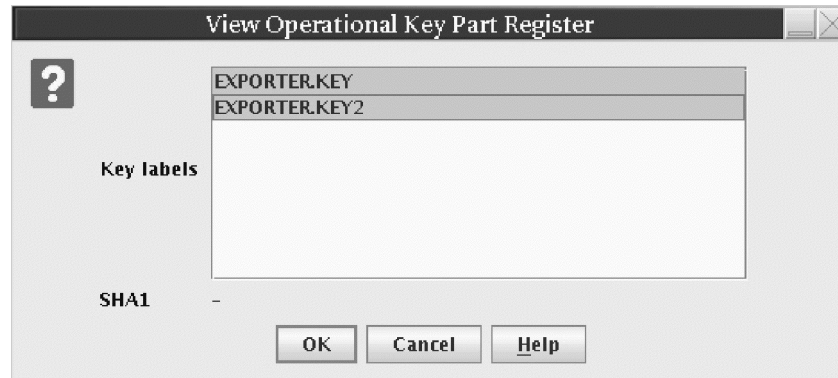 View Operational Key Part Register
?
EXPORTER.KEY
EXPORTER.KEY2
Key labels
SHA1 -
OK Cancel Help